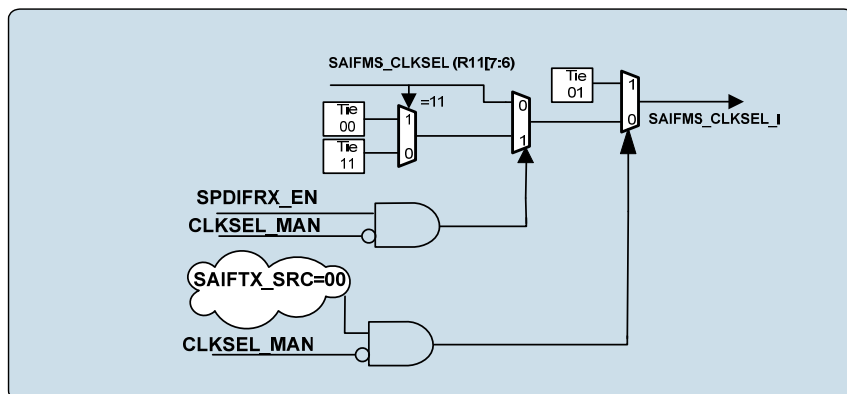 SAIFMS_CLKSEL (R11[7:6)
Tie
01
1
0
SAIFMS_CLKSEL_I
=11
Tie
00
1
0
Tie
11
0
1
SPDIFRX_EN
CLKSEL_MAN
SAIFTX_SRC=00
CLKSEL_MAN